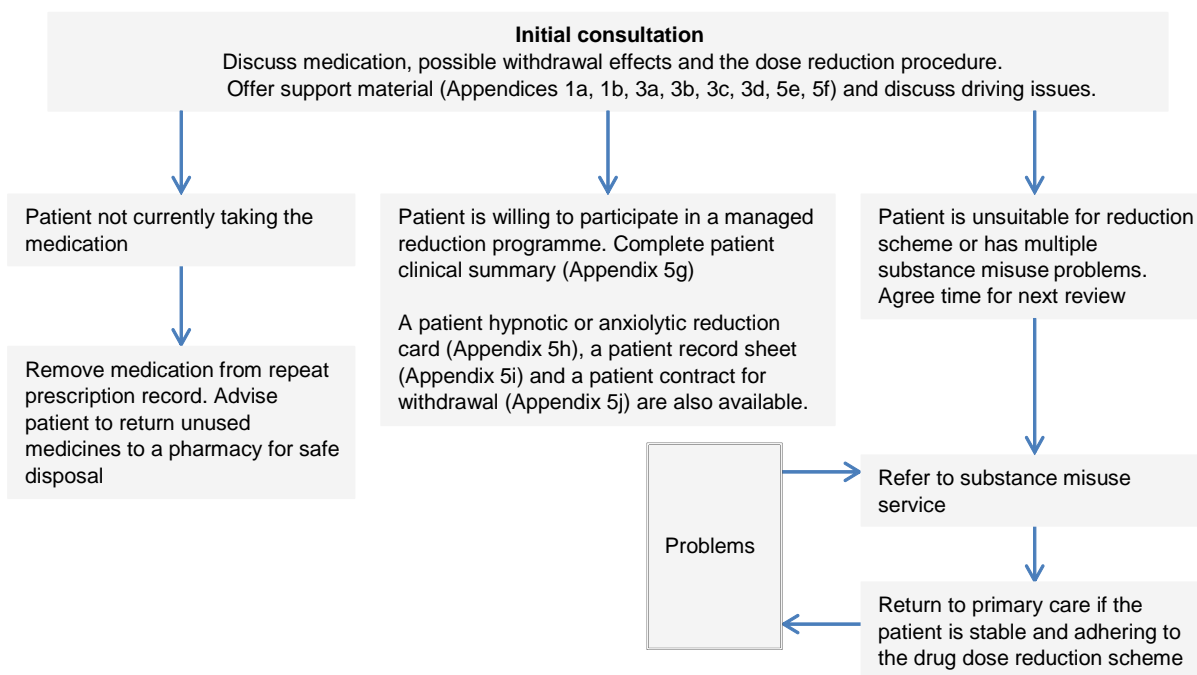 Initial consultation
Discuss medication, possible withdrawal effects and the dose reduction procedure.
Offer support material (Appendices 1a, 1b, 3a, 3b, 3c, 3d, 5e, 5f) and discuss driving issues.
Patient not currently taking the
medication
Remove medication from repeat
prescription record. Advise
patient to return unused
medicines to a pharmacy for safe
disposal
Patient is willing to participate in a managed
reduction programme. Complete patient
clinical summary (Appendix 5g)
A patient hypnotic or anxiolytic reduction
card (Appendix 5h), a patient record sheet
(Appendix 5i) and a patient contract for
withdrawal (Appendix 5j) are also available.
Patient is unsuitable for reduction
scheme or has multiple
substance misuse problems.
Agree time for next review
Refer to substance misuse
service
Problems
Return to primary care if the
patient is stable and adhering to
the drug dose reduction scheme